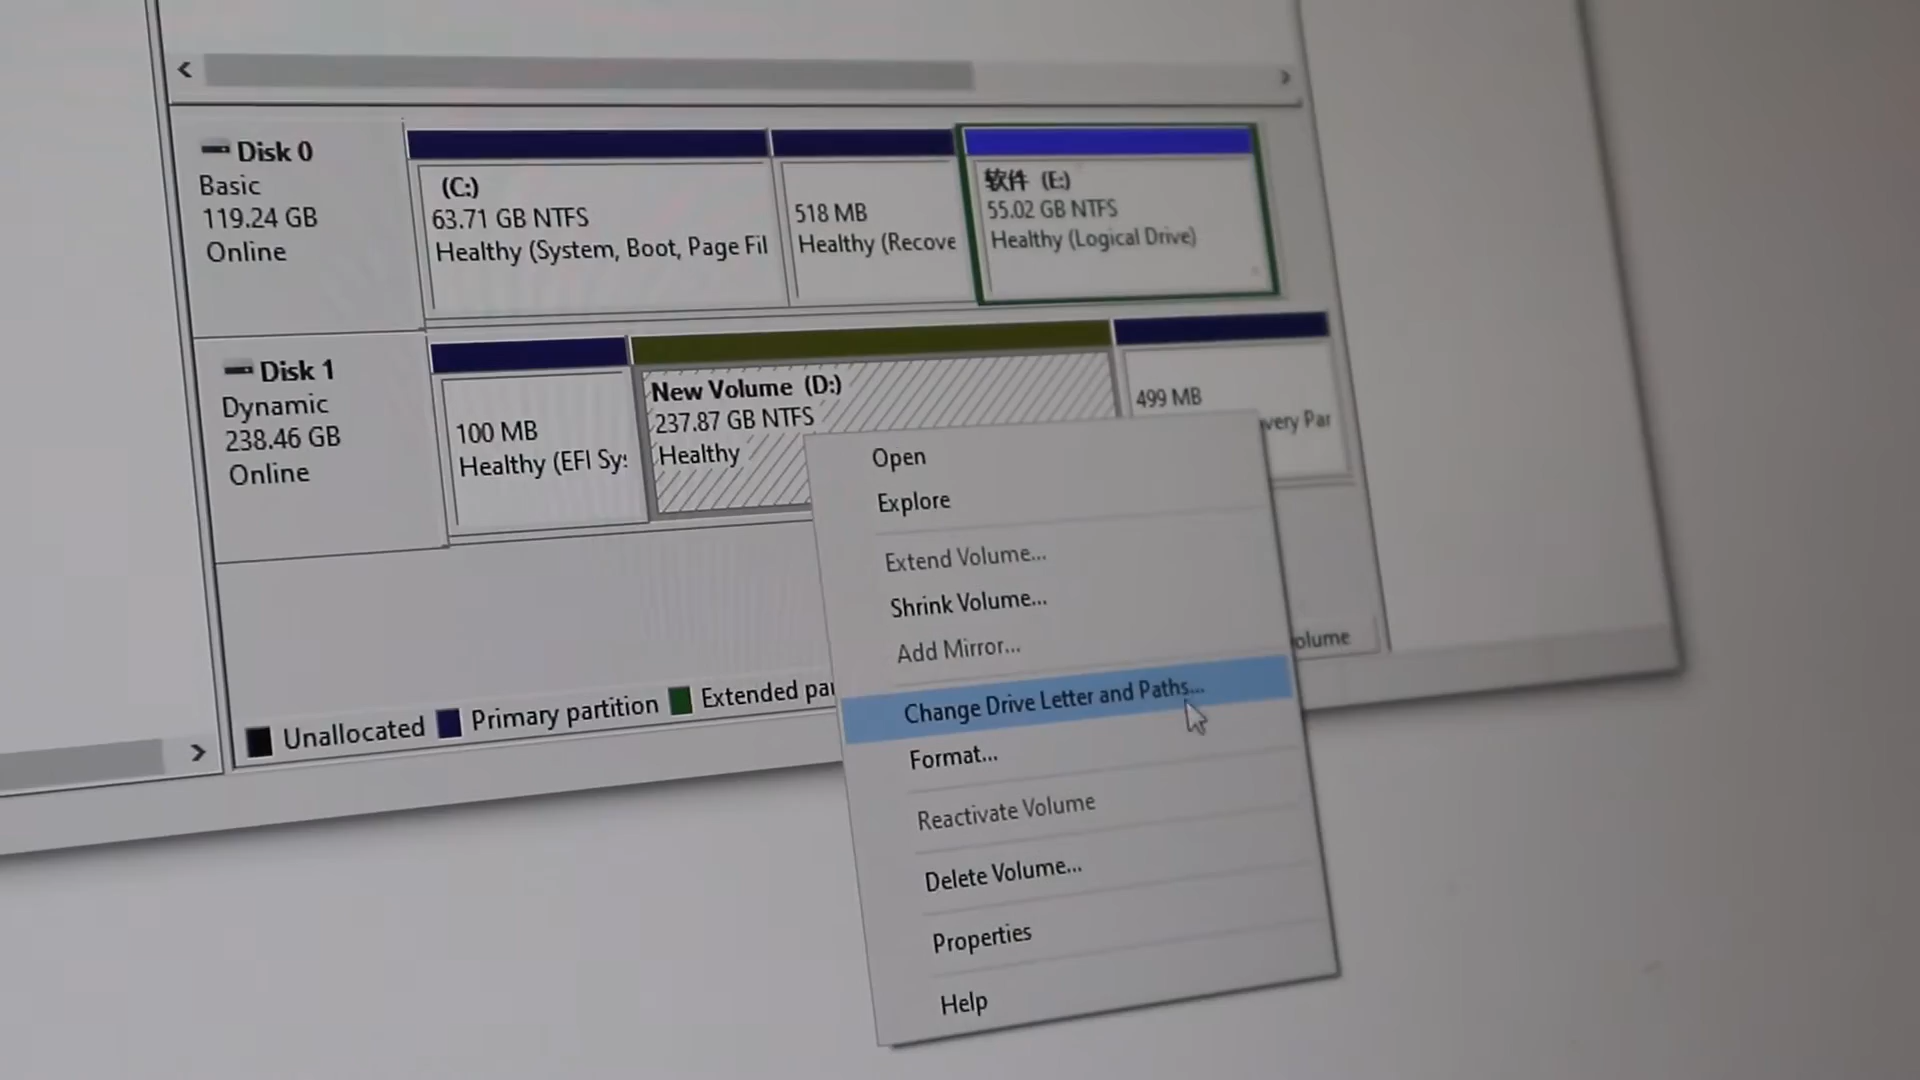 Disk 0
Basic
119.24 GB
Online
(C:)
63.71 GB NTFS
Healthy (System, Boot, Page Fil
518 MB
Healthy (Recove
软件 (E:)
55.02 GB NTFS
Healthy (Logical Drive)
Disk 1
Dynamic
238.46 GB
Online
100 MB
Healthy (EFI Sy
New Volume (D:)
237.87 GB NTFS
Healthy
499 MB
very Par
Open
Explore
Extend Volume...
Shrink Volume...
Add Mirror...
Change Drive Letter and Paths...
Format...
Reactivate Volume
Delete Volume...
Properties
Help
Unallocated
Primary partition
Extended par
olume